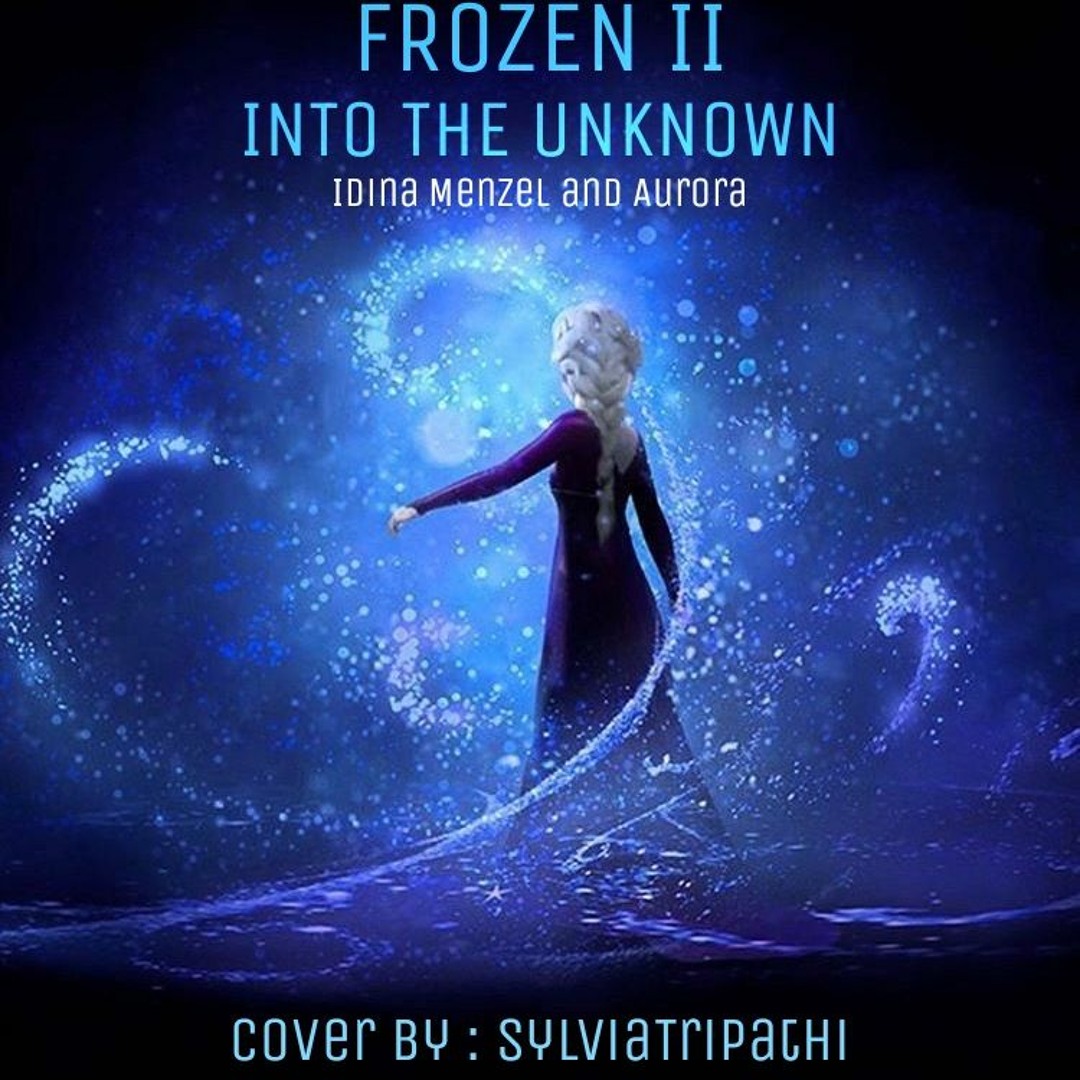 FROZEN II
INTO THE UNKNOWN
Idina Menzel and Aurora
Cover By : Sylviatripathi